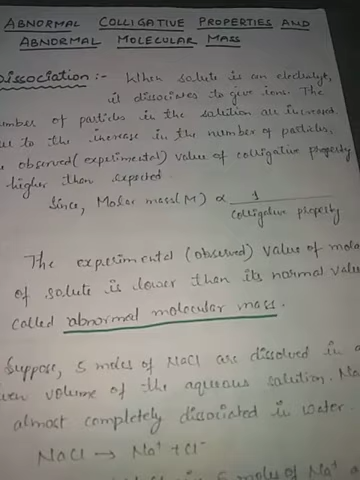 ABNORMAL COLLIGATIVE PROPERTIES AND
ABNORMAL MOLECULAR MASS
Dissociation :- When solute is an electrolyte,
it dissociates to give ions. The
number of particles in the solution are increased.
due to the increase in the number of particles,
observed (experimental) value of colligative property
higher than expected.
Since, Molar mass(M) ∝ 1
colligative property
The experimental (observed) value of
of solute is lower than its normal value
called abnormal molecular mass.
Suppose, 5 moles of NaCl are dissolved in a
given volume of the aqueous solution.
almost completely dissociated in water.
NaCl → Na⁺ + Cl⁻
5 moles of Na⁺